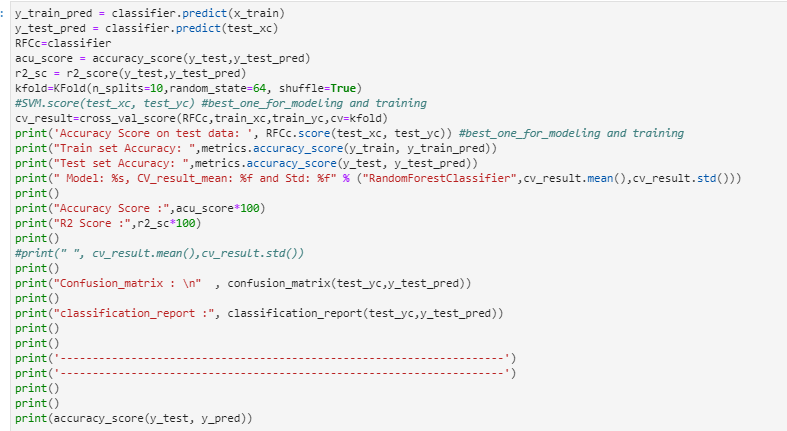 :
y_train_pred = classifier.predict(x_train)
y_test_pred = classifier.predict(test_xc)
RFCc=classifier
acu_score = accuracy_score(y_test,y_test_pred)
r2_sc = r2_score(y_test,y_test_pred)
kfold=KFold(n_splits=10,random_state=64, shuffle=True)
#SVM.score(test_xc, test_yc) #best_one_for_modeling and training
cv_result=cross_val_score(RFCc,train_xc,train_yc,cv=kfold)
print('Accuracy Score on test data: ', RFCc.score(test_xc, test_yc)) #best_one_for_modeling and training
print("Train set Accuracy: ",metrics.accuracy_score(y_train, y_train_pred))
print("Test set Accuracy: ",metrics.accuracy_score(y_test, y_test_pred))
print(" Model: %s, CV_result_mean: %f and Std: %f" % ("RandomForestClassifier",cv_result.mean(),cv_result.std()))
print()
print("Accuracy Score :",acu_score*100)
print("R2 Score :",r2_sc*100)
print()
#print(" ", cv_result.mean(),cv_result.std())
print()
print("Confusion_matrix : \n"  , confusion_matrix(test_yc,y_test_pred))
print()
print("classification_report :", classification_report(test_yc,y_test_pred))
print()
print()
print('---------------------------------------------------------------------')
print('---------------------------------------------------------------------')
print()
print()
print(accuracy_score(y_test, y_pred))